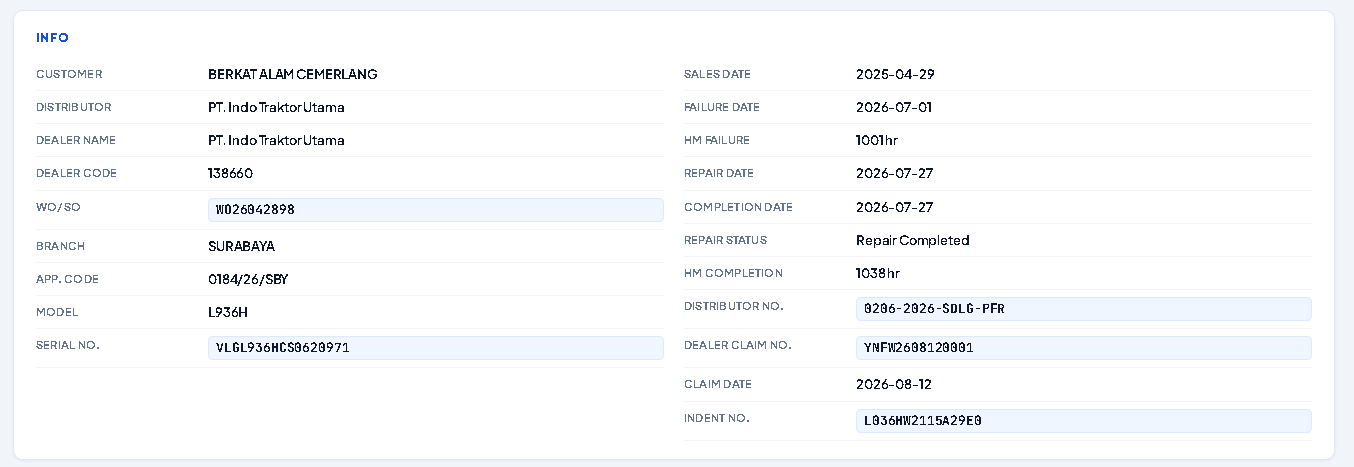 INFO
CUSTOMER BERKAT ALAM CEMERLANG
DISTRIBUTOR PT. Indo Traktor Utama
DEALER NAME PT. Indo Traktor Utama
DEALER CODE 138660
WO/SO WO26042898
BRANCH SURABAYA
APP. CODE 0184/26/SBY
MODEL L936H
SERIAL NO. VLGL936HCS0620971
SALES DATE 2025-04-29
FAILURE DATE 2026-07-01
HM FAILURE 1001 hr
REPAIR DATE 2026-07-27
COMPLETION DATE 2026-07-27
REPAIR STATUS Repair Completed
HM COMPLETION 1038 hr
DISTRIBUTOR NO. 0206-2026-SDLG-PFR
DEALER CLAIM NO. YNFW2608120001
CLAIM DATE 2026-08-12
INDENT NO. L036HW2115A29E0